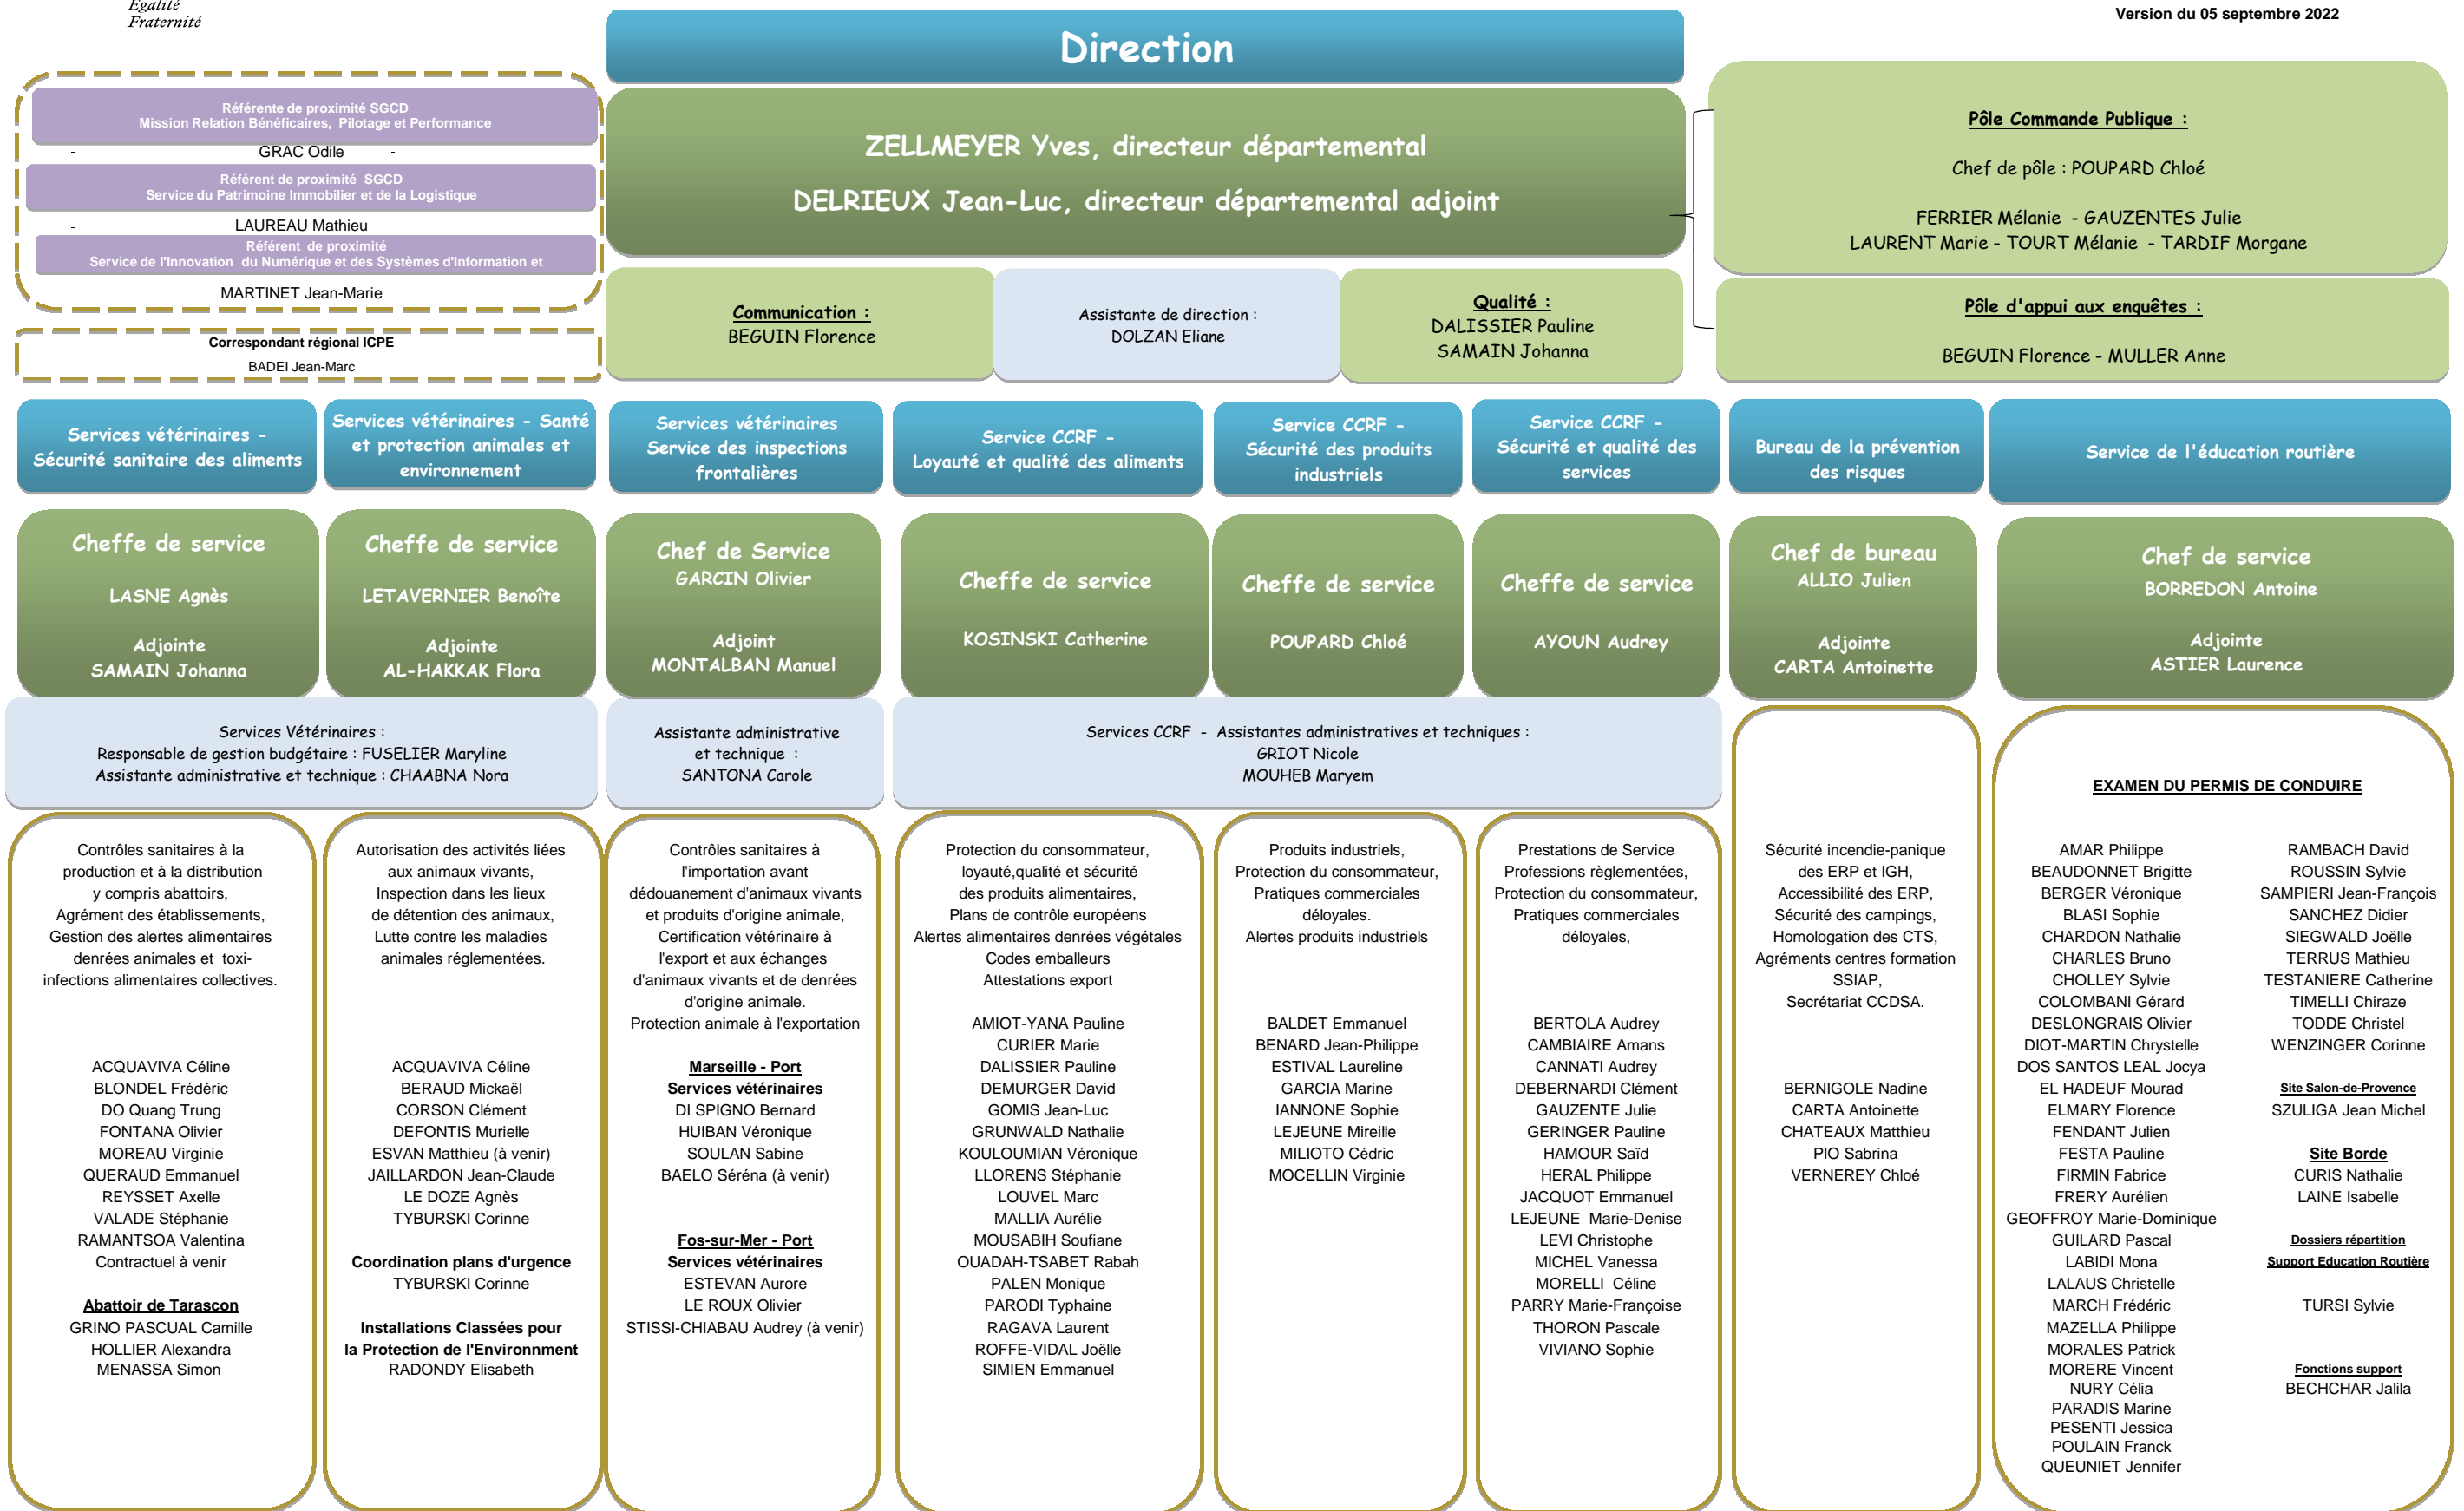 Égalité
Fraternité
Version du 05 septembre 2022
Direction
Référente de proximité SGCD
Mission Relation Bénéficaires, Pilotage et Performance
- GRAC Odile -
Référent de proximité SGCD
Service du Patrimoine Immobilier et de la Logistique
- LAUREAU Mathieu
Référent de proximité
Service de l'Innovation du Numérique et des Systèmes d'Information et
MARTINET Jean-Marie
Correspondant régional ICPE
BADEI Jean-Marc
ZELLMEYER Yves, directeur départemental
DELRIEUX Jean-Luc, directeur départemental adjoint
Communication :
BEGUIN Florence
Assistante de direction :
DOLZAN Eliane
Qualité :
DALISSIER Pauline
SAMAIN Johanna
Pôle Commande Publique :
Chef de pôle : POUPARD Chloé
FERRIER Mélanie - GAUZENTES Julie
LAURENT Marie - TOURT Mélanie - TARDIF Morgane
Pôle d'appui aux enquêtes :
BEGUIN Florence - MULLER Anne
Services vétérinaires -
Sécurité sanitaire des aliments
Services vétérinaires - Santé
et protection animales et
environnement
Services vétérinaires
Service des inspections
frontalières
Service CCRF -
Loyauté et qualité des aliments
Service CCRF -
Sécurité des produits
industriels
Service CCRF -
Sécurité et qualité des
services
Bureau de la prévention
des risques
Service de l'éducation routière
Cheffe de service
LASNE Agnès
Adjointe
SAMAIN Johanna
Cheffe de service
LETAVERNIER Benoîte
Adjointe
AL-HAKKAK Flora
Chef de Service
GARCIN Olivier
Adjoint
MONTALBAN Manuel
Cheffe de service
KOSINSKI Catherine
Cheffe de service
POUPARD Chloé
Cheffe de service
AYOUN Audrey
Chef de bureau
ALLIO Julien
Adjointe
CARTA Antoinette
Chef de service
BORREDON Antoine
Adjointe
ASTIER Laurence
Services Vétérinaires :
Responsable de gestion budgétaire : FUSELIER Maryline
Assistante administrative et technique : CHAABNA Nora
Assistante administrative
et technique :
SANTONA Carole
Services CCRF - Assistantes administratives et techniques :
GRIOT Nicole
MOUHEB Maryem
Contrôles sanitaires à la
production et à la distribution
y compris abattoirs,
Agrément des établissements,
Gestion des alertes alimentaires
denrées animales et toxi-
infections alimentaires collectives.
ACQUAVIVA Céline
BLONDEL Frédéric
DO Quang Trung
FONTANA Olivier
MOREAU Virginie
QUERAUD Emmanuel
REYSSET Axelle
VALADE Stéphanie
RAMANTSOA Valentina
Contractuel à venir
Abattoir de Tarascon
GRINO PASCUAL Camille
HOLLIER Alexandra
MENASSA Simon
Autorisation des activités liées
aux animaux vivants,
Inspection dans les lieux
de détention des animaux,
Lutte contre les maladies
animales réglementées.
ACQUAVIVA Céline
BERAUD Mickaël
CORSON Clément
DEFONTIS Murielle
ESVAN Matthieu (à venir)
JAILLARDON Jean-Claude
LE DOZE Agnès
TYBURSKI Corinne
Coordination plans d'urgence
TYBURSKI Corinne
Installations Classées pour
la Protection de l'Environnment
RADONDY Elisabeth
Contrôles sanitaires à
l'importation avant
dédouanement d'animaux vivants
et produits d'origine animale,
Certification vétérinaire à
l'export et aux échanges
d'animaux vivants et de denrées
d'origine animale.
Protection animale à l'exportation
Marseille - Port
Services vétérinaires
DI SPIGNO Bernard
HUIBAN Véronique
SOULAN Sabine
BAELO Séréna (à venir)
Fos-sur-Mer - Port
Services vétérinaires
ESTEVAN Aurore
LE ROUX Olivier
STISSI-CHIABAU Audrey (à venir)
Protection du consommateur,
loyauté,qualité et sécurité
des produits alimentaires,
Plans de contrôle européens
Alertes alimentaires denrées végétales
Codes emballeurs
Attestations export
AMIOT-YANA Pauline
CURIER Marie
DALISSIER Pauline
DEMURGER David
GOMIS Jean-Luc
GRUNWALD Nathalie
KOULOUMIAN Véronique
LLORENS Stéphanie
LOUVEL Marc
MALLIA Aurélie
MOUSABIH Soufiane
OUADAH-TSABET Rabah
PALEN Monique
PARODI Typhaine
RAGAVA Laurent
ROFFE-VIDAL Joëlle
SIMIEN Emmanuel
Produits industriels,
Protection du consommateur,
Pratiques commerciales
déloyales.
Alertes produits industriels
BALDET Emmanuel
BENARD Jean-Philippe
ESTIVAL Laureline
GARCIA Marine
IANNONE Sophie
LEJEUNE Mireille
MILIOTO Cédric
MOCELLIN Virginie
Prestations de Service
Professions règlementées,
Protection du consommateur,
Pratiques commerciales
déloyales,
BERTOLA Audrey
CAMBIAIRE Amans
CANNATI Audrey
DEBERNARDI Clément
GAUZENTE Julie
GERINGER Pauline
HAMOUR Saïd
HERAL Philippe
JACQUOT Emmanuel
LEJEUNE Marie-Denise
LEVI Christophe
MICHEL Vanessa
MORELLI Céline
PARRY Marie-Françoise
THORON Pascale
VIVIANO Sophie
Sécurité incendie-panique
des ERP et IGH,
Accessibilité des ERP,
Sécurité des campings,
Homologation des CTS,
Agréments centres formation
SSIAP,
Secrétariat CCDSA.
BERNIGOLE Nadine
CARTA Antoinette
CHATEAUX Matthieu
PIO Sabrina
VERNEREY Chloé
EXAMEN DU PERMIS DE CONDUIRE
AMAR Philippe
BEAUDONNET Brigitte
BERGER Véronique
BLASI Sophie
CHARDON Nathalie
CHARLES Bruno
CHOLLEY Sylvie
COLOMBANI Gérard
DESLONGRAIS Olivier
DIOT-MARTIN Chrystelle
DOS SANTOS LEAL Jocya
EL HADEUF Mourad
ELMARY Florence
FENDANT Julien
FESTA Pauline
FIRMIN Fabrice
FRERY Aurélien
GEOFFROY Marie-Dominique
GUILARD Pascal
LABIDI Mona
LALAUS Christelle
MARCH Frédéric
MAZELLA Philippe
MORALES Patrick
MORERE Vincent
NURY Célia
PARADIS Marine
PESENTI Jessica
POULAIN Franck
QUEUNIET Jennifer
RAMBACH David
ROUSSIN Sylvie
SAMPIERI Jean-François
SANCHEZ Didier
SIEGWALD Joëlle
TERRUS Mathieu
TESTANIERE Catherine
TIMELLI Chiraze
TODDE Christel
WENZINGER Corinne
Site Salon-de-Provence
SZULIGA Jean Michel
Site Borde
CURIS Nathalie
LAINE Isabelle
Dossiers répartition
Support Education Routière
TURSI Sylvie
Fonctions support
BECHCHAR Jalila